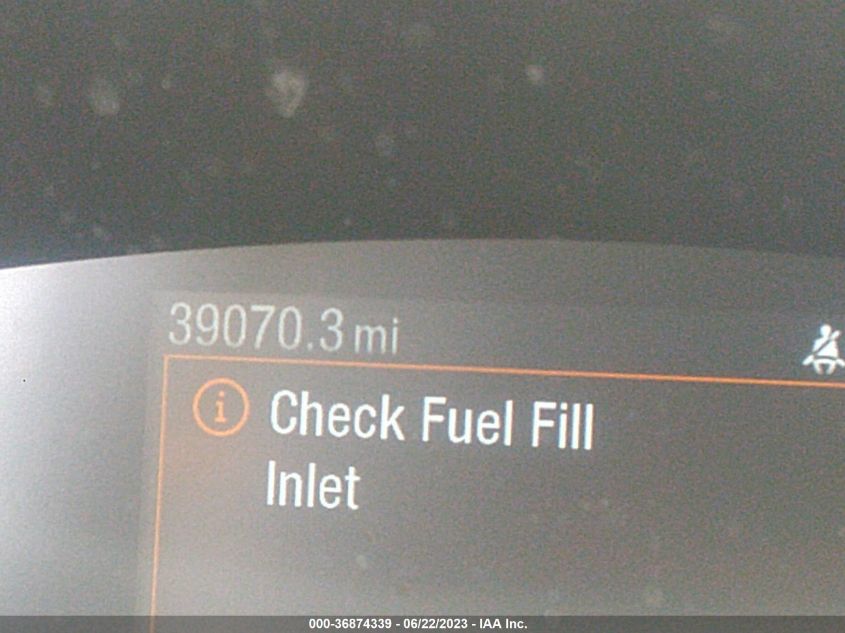 39070.3 mi
i Check Fuel Fill
Inlet
000-36874339 - 06/22/2023 - IAA Inc.